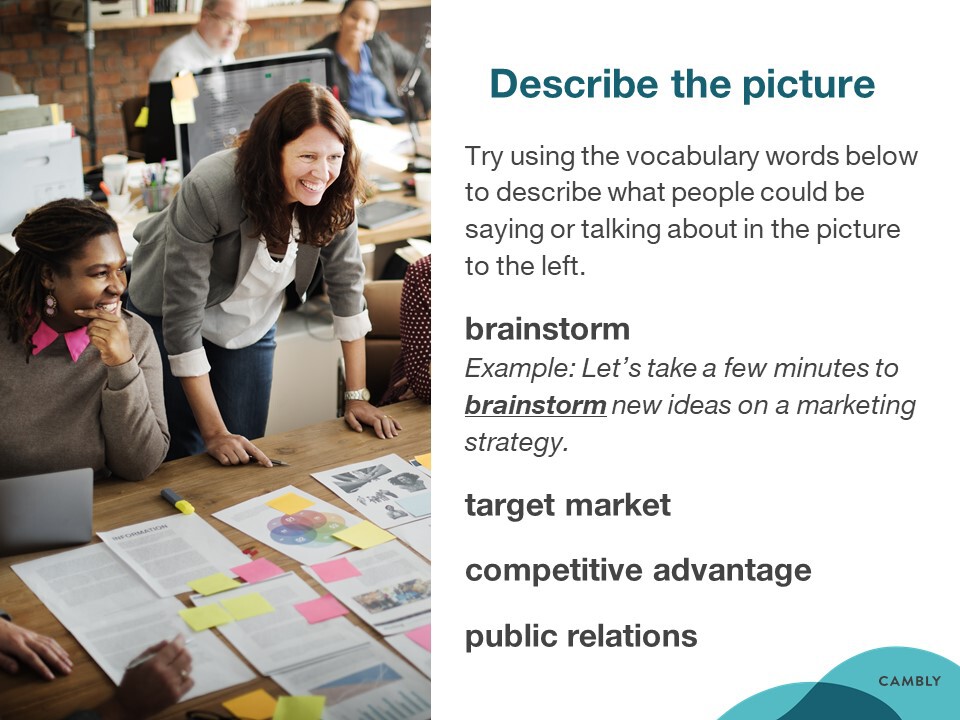 Describe the picture
Try using the vocabulary words below
to describe what people could be
saying or talking about in the picture
to the left.
brainstorm
Example: Let’s take a few minutes to
brainstorm new ideas on a marketing
strategy.
target market
competitive advantage
public relations
CAMBLY
INFORMATION